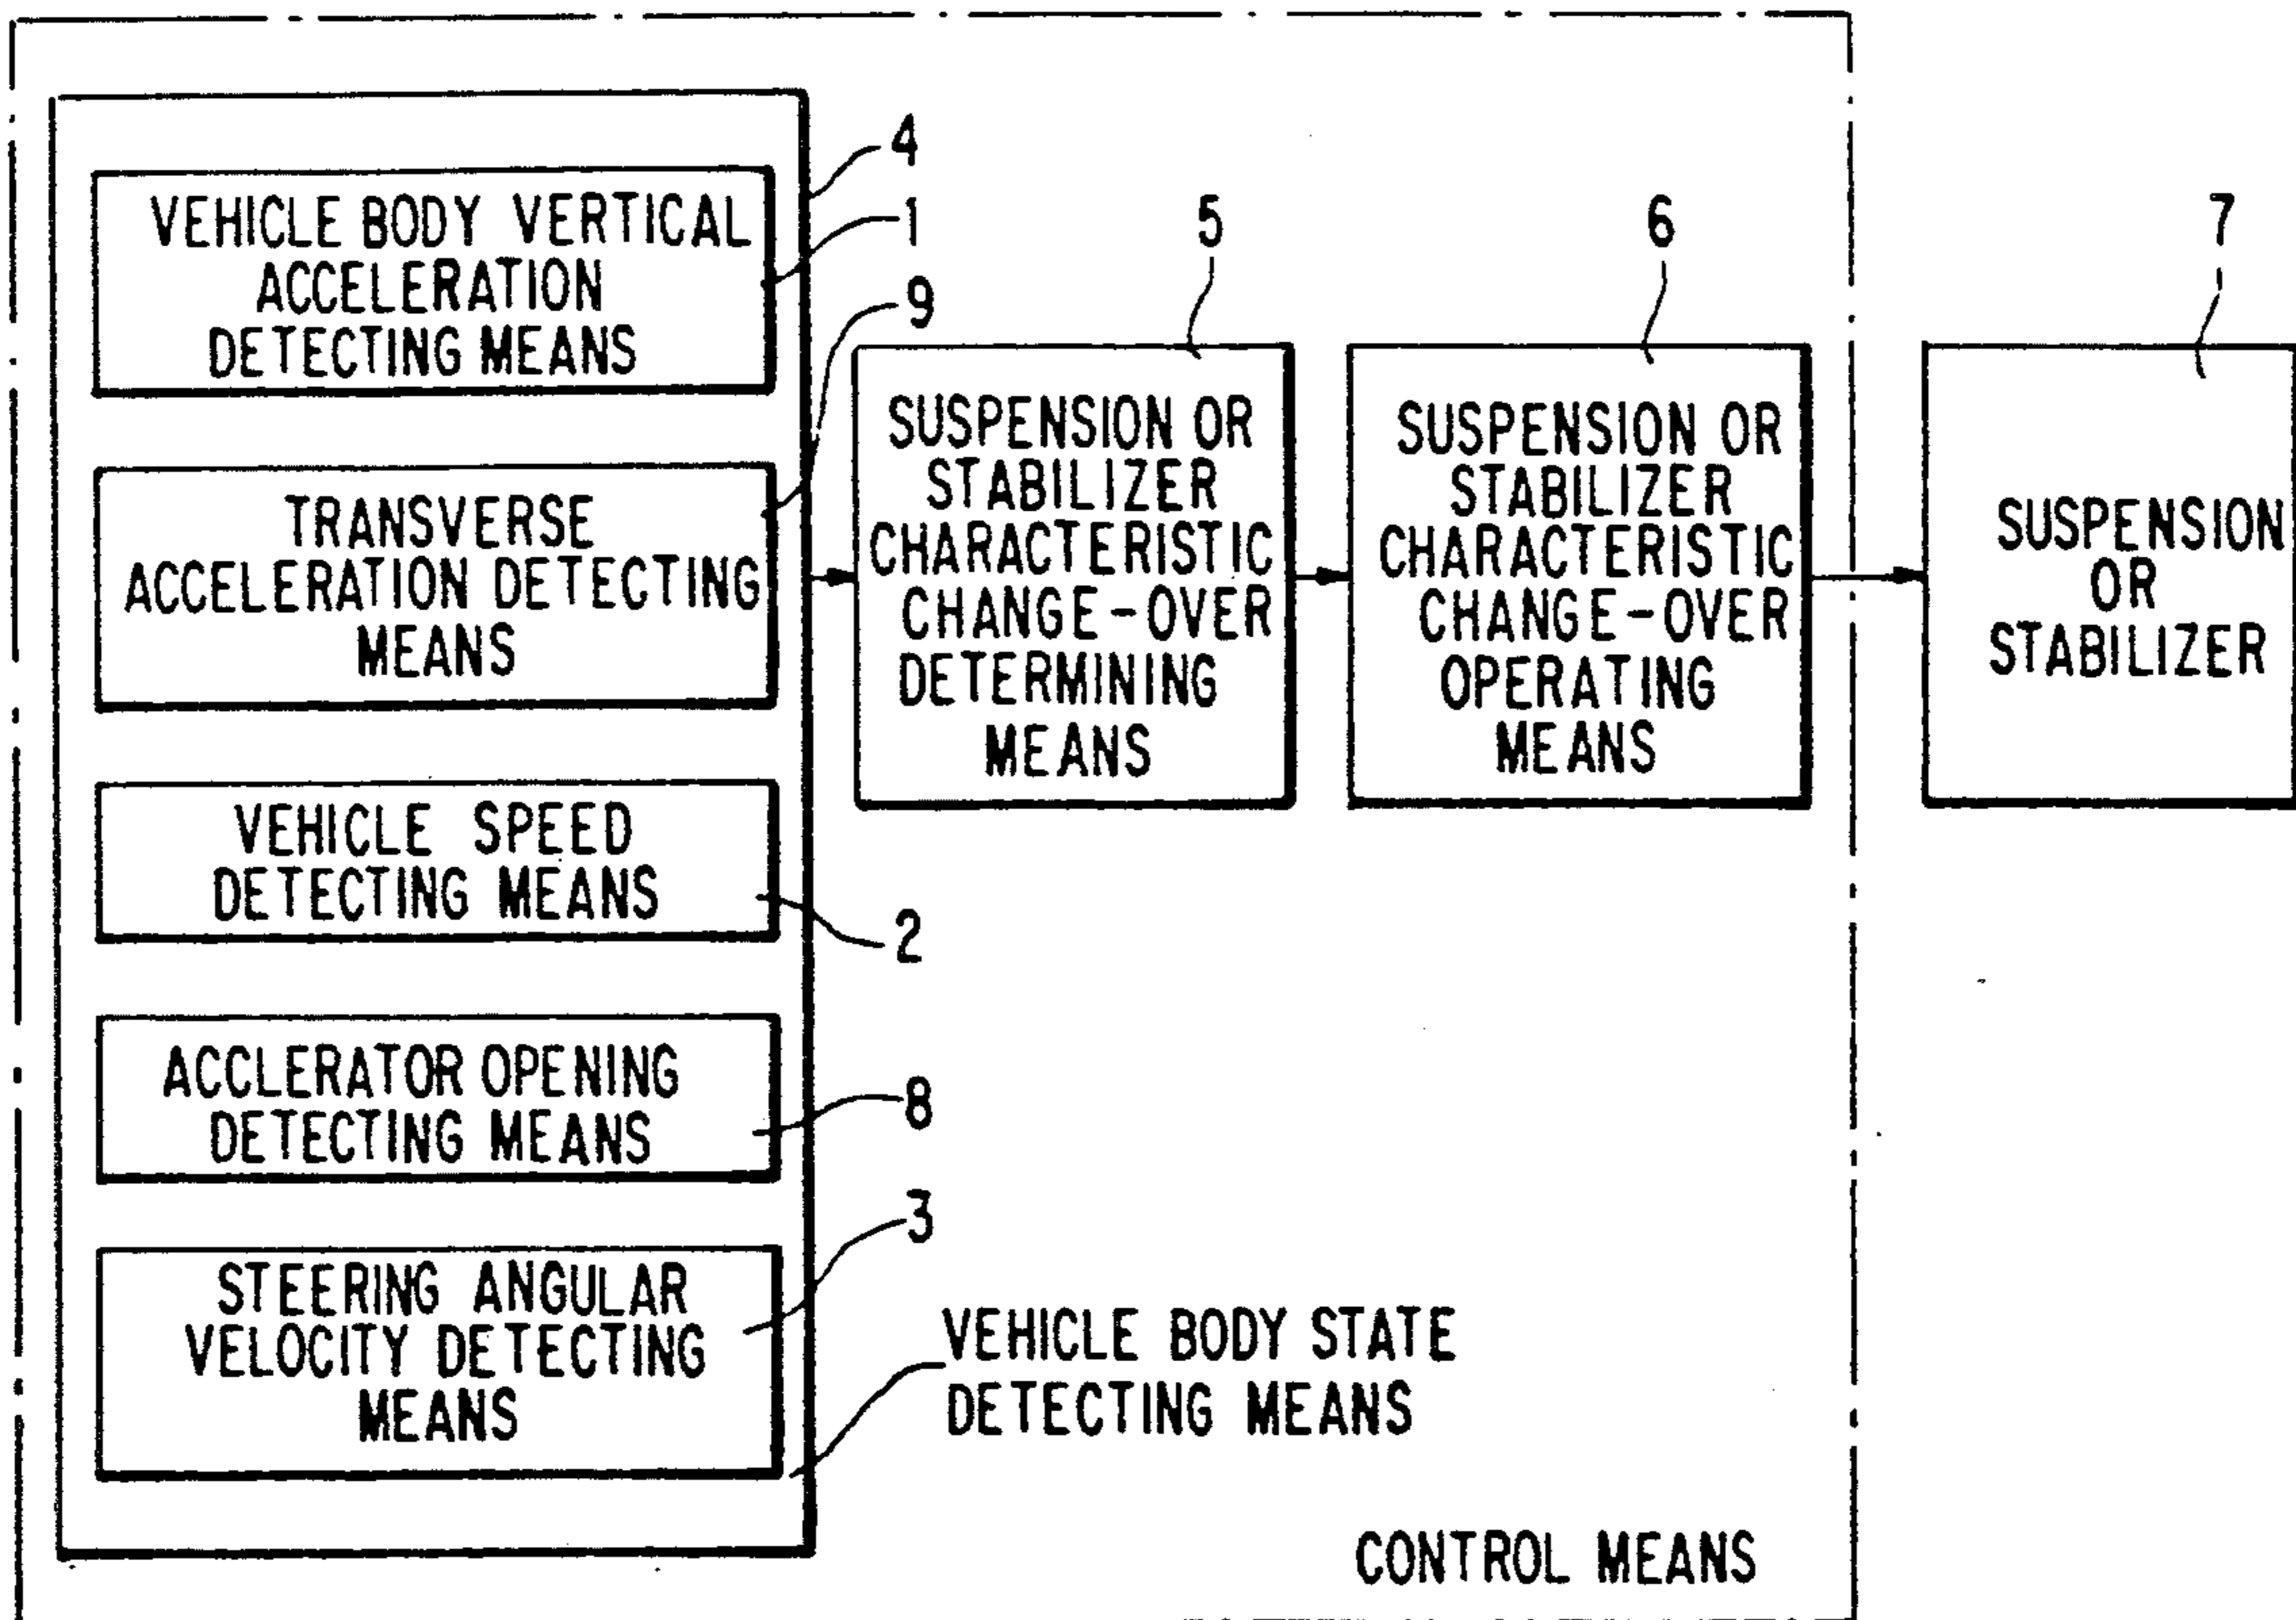 4
VEHICLE BODY VERTICAL
ACCELERATION
DETECTING MEANS
1
TRANSVERSE
ACCELERATION DETECTING
MEANS
9
VEHICLE SPEED
DETECTING MEANS
2
ACCLERATOR OPENING
DETECTING MEANS
8
STEERING ANGULAR
VELOCITY DETECTING
MEANS
3
VEHICLE BODY STATE
DETECTING MEANS
5
SUSPENSION OR
STABILIZER
CHARACTERISTIC
CHANGE-OVER
DETERMINING
MEANS
6
SUSPENSION OR
STABILIZER
CHARACTERISTIC
CHANGE-OVER
OPERATING
MEANS
7
SUSPENSION
OR
STABILIZER
CONTROL MEANS